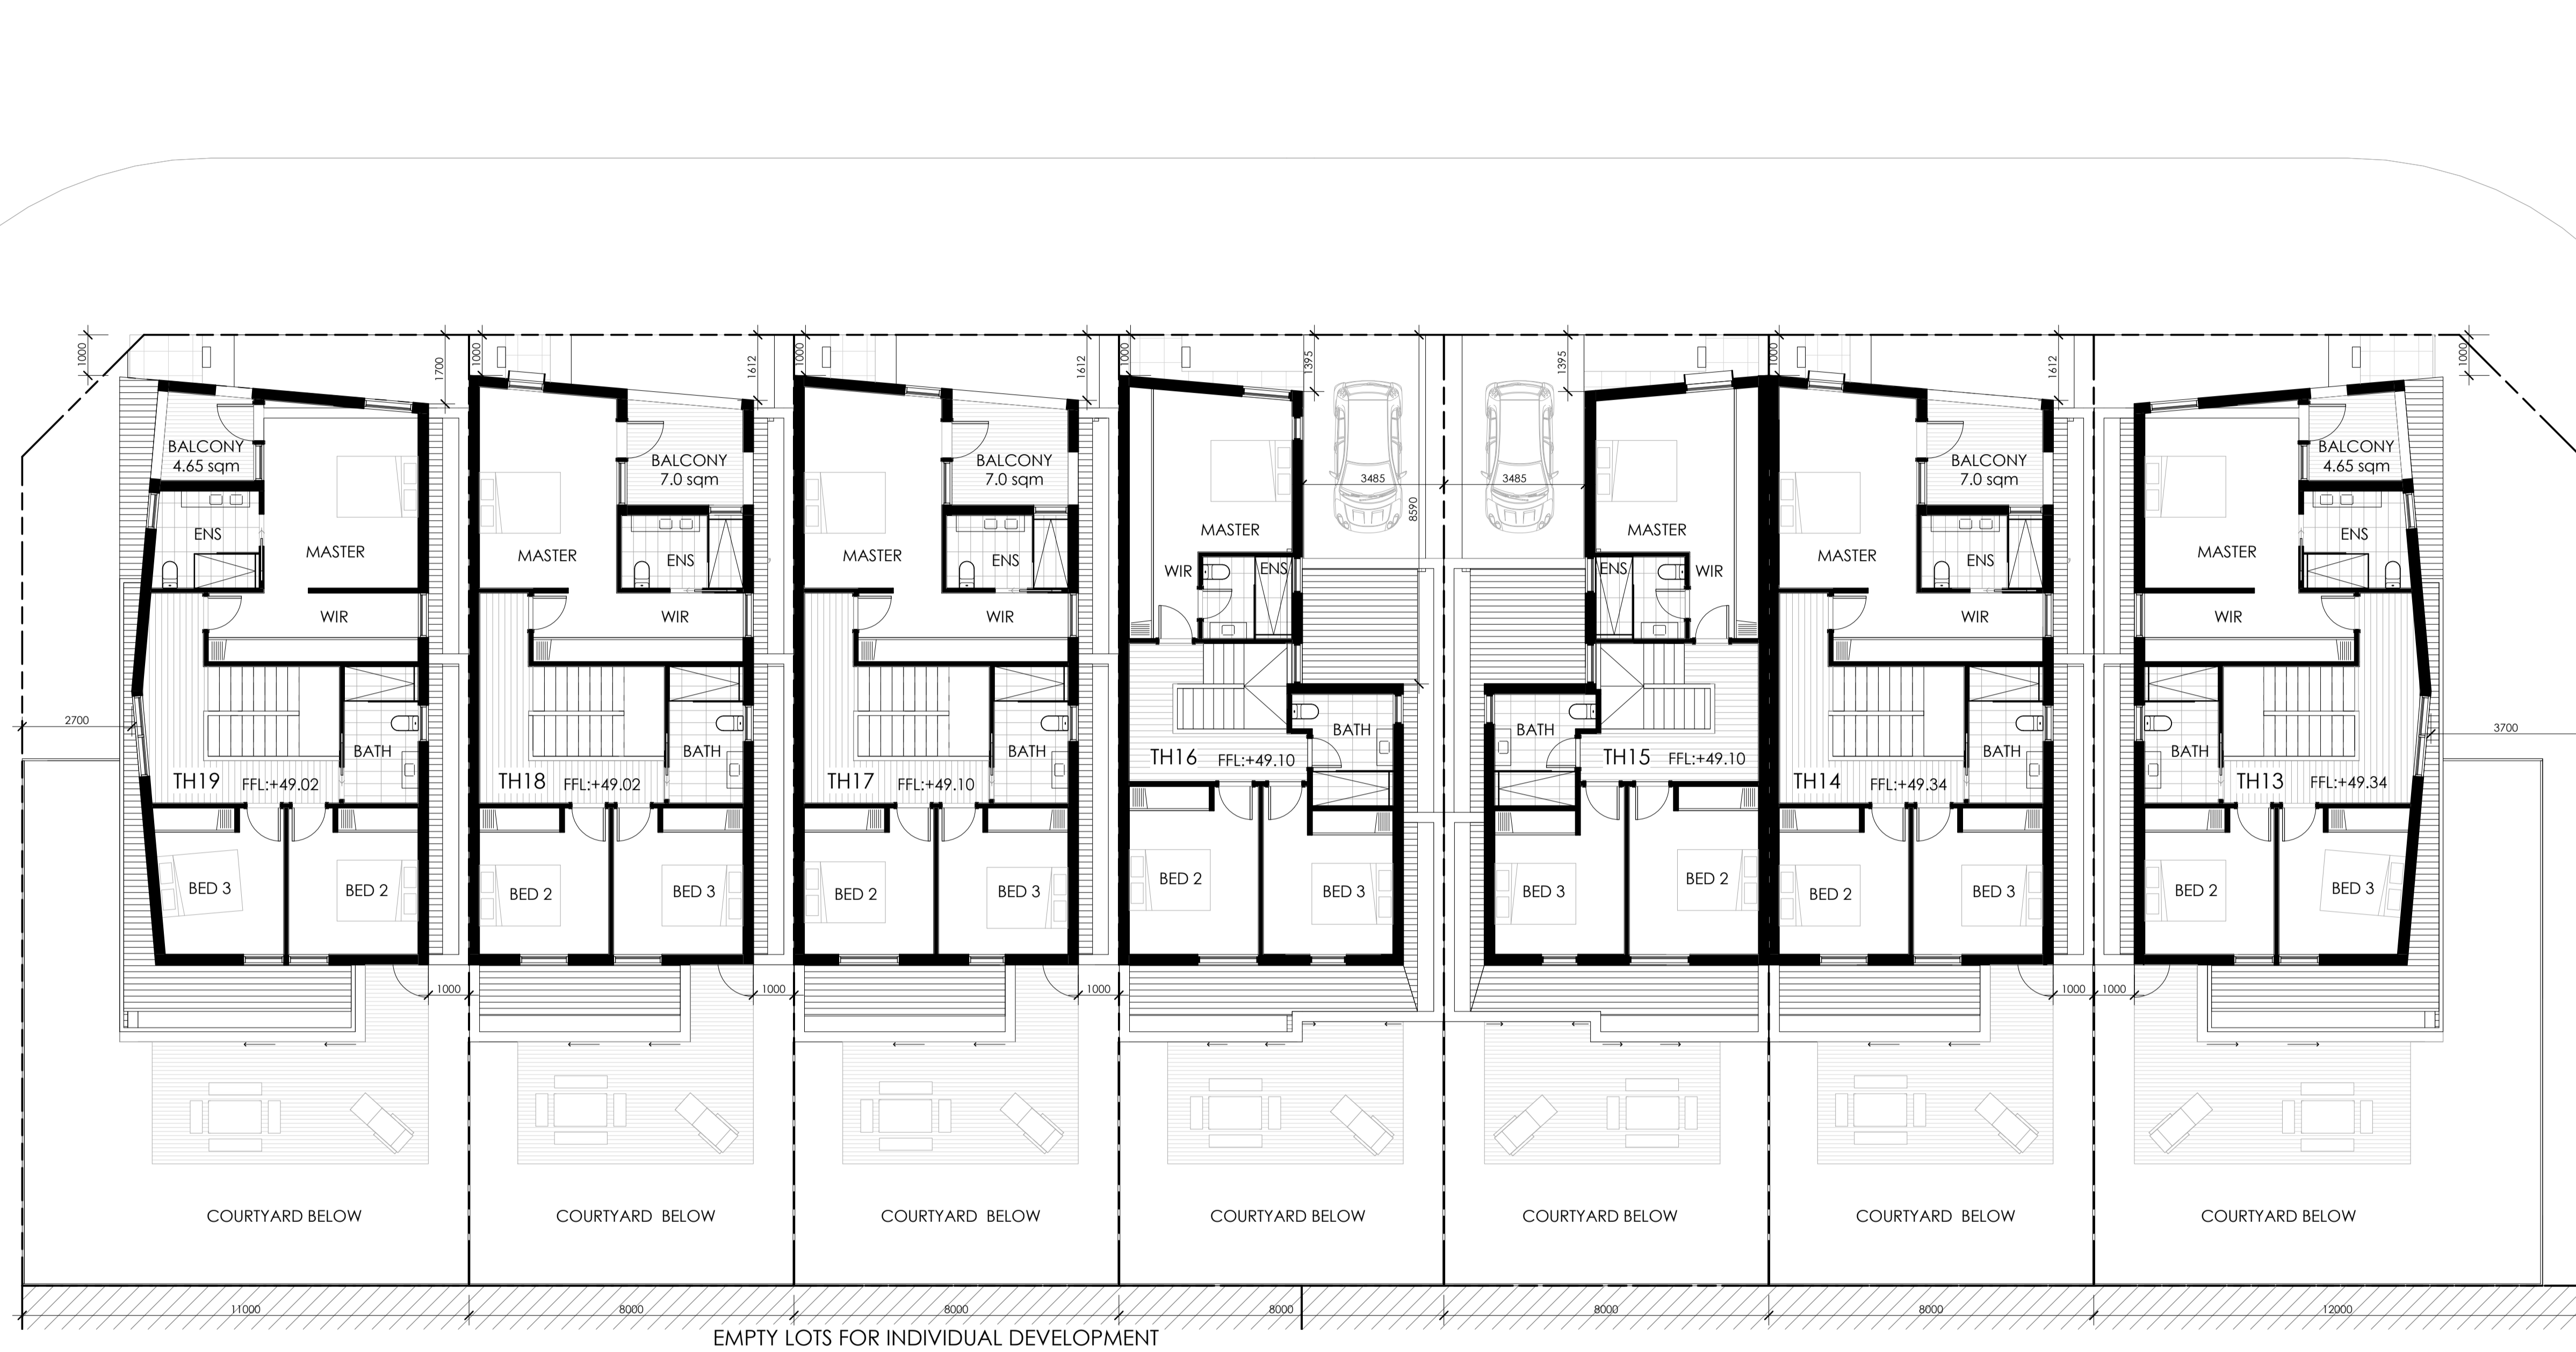 1000
1700
1000
1612
1000
1612
1000
1395
1395
1000
1612
1000
BALCONY
4.65 sqm
ENS
MASTER
WIR
2700
BATH
TH19 FFL:+49.02
BED 3
BED 2
1000
COURTYARD BELOW
BALCONY
7.0 sqm
ENS
MASTER
WIR
BATH
TH18 FFL:+49.02
BED 2
BED 3
1000
COURTYARD BELOW
BALCONY
7.0 sqm
ENS
MASTER
WIR
BATH
TH17 FFL:+49.10
BED 2
BED 3
1000
COURTYARD BELOW
3485
8590
MASTER
WIR
ENS
BATH
TH16 FFL:+49.10
BED 2
BED 3
COURTYARD BELOW
3485
MASTER
ENS
WIR
BATH
TH15 FFL:+49.10
BED 3
BED 2
COURTYARD BELOW
BALCONY
7.0 sqm
ENS
MASTER
WIR
BATH
TH14 FFL:+49.34
BED 2
BED 3
1000
COURTYARD BELOW
BALCONY
4.65 sqm
ENS
MASTER
WIR
3700
BATH
TH13 FFL:+49.34
BED 2
BED 3
1000
COURTYARD BELOW
11000
8000
8000
8000
8000
8000
12000
EMPTY LOTS FOR INDIVIDUAL DEVELOPMENT